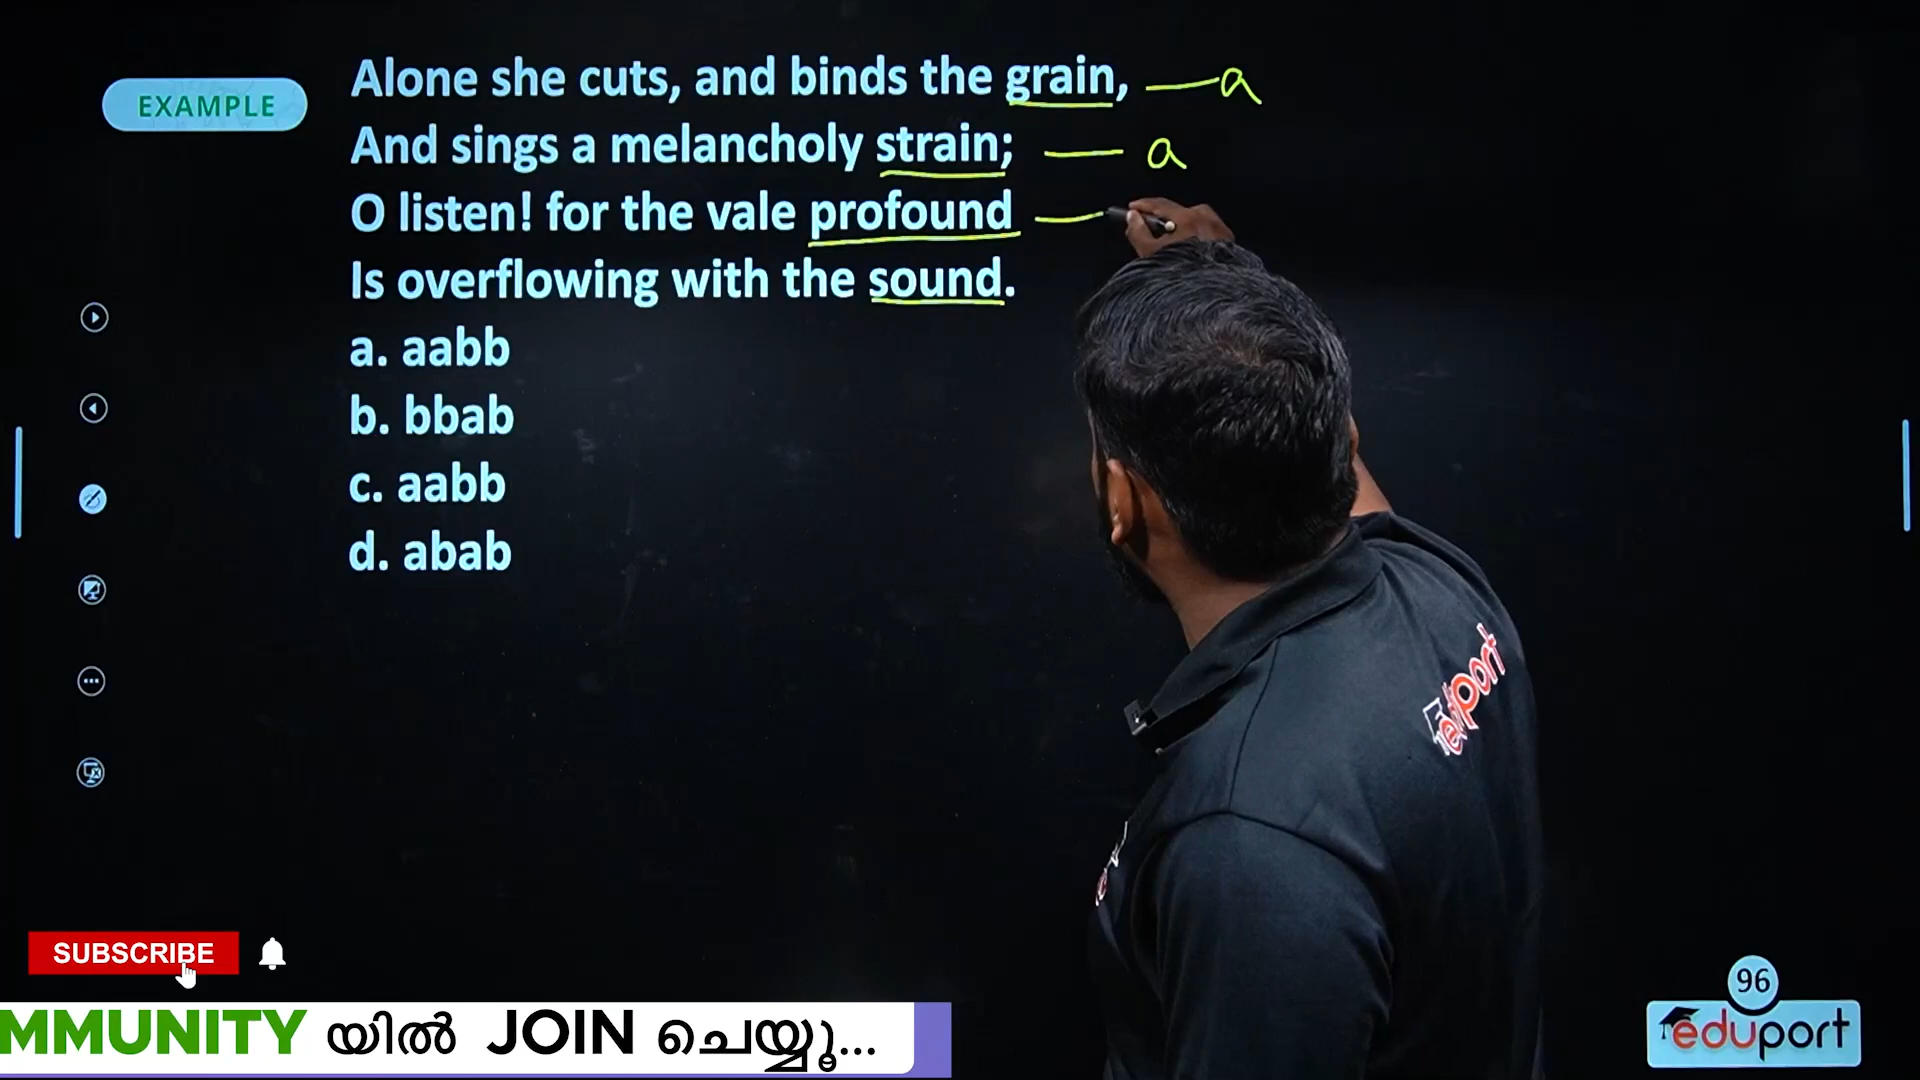 EXAMPLE
Alone she cuts, and binds the grain, — a
And sings a melancholy strain; — a
O listen! for the vale profound —
Is overflowing with the sound.
a. aabb
b. bbab
c. aabb
d. abab
eduport
SUBSCRIBE
MMUNITY യിൽ JOIN ചെയ്യൂ...
96
eduport